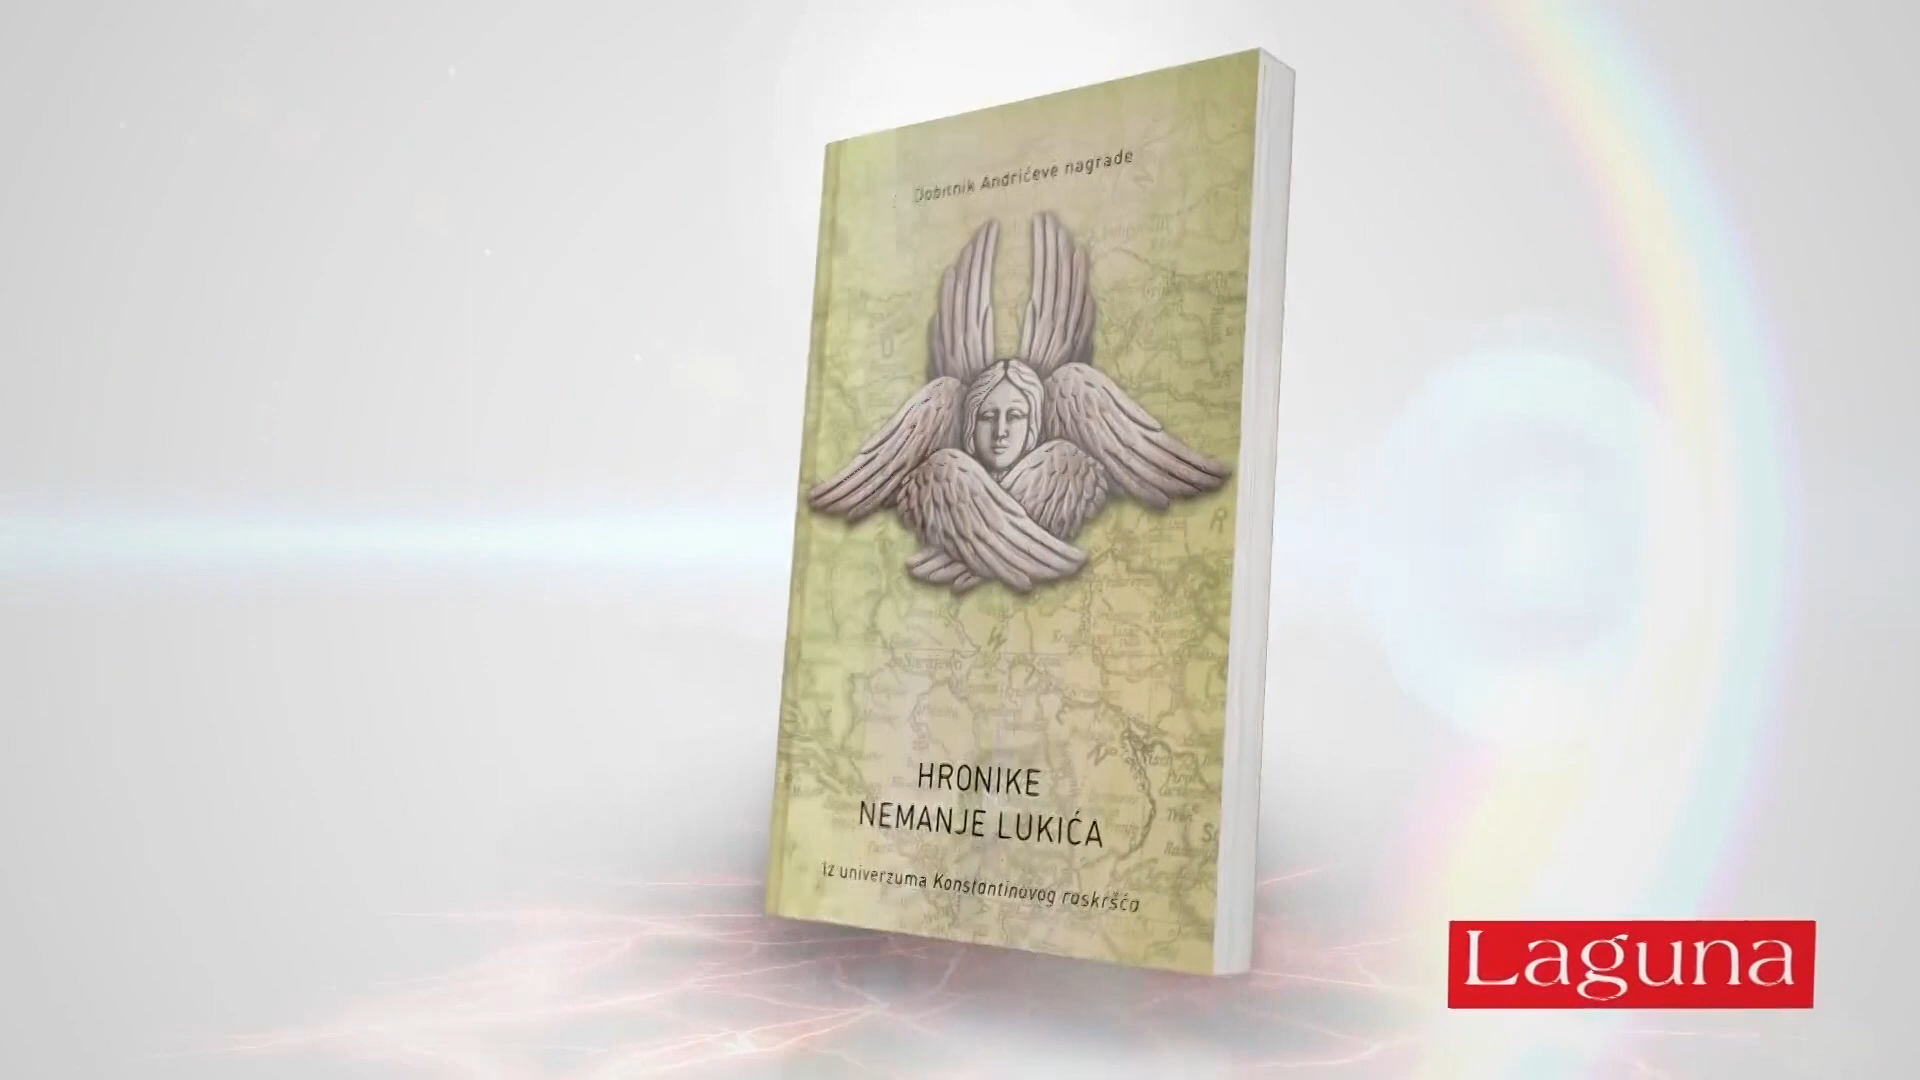 Dobitnik Andrićeve nagrade
HRONIKE
NEMANJE LUKIĆA
Iz univerzuma Konstantinovog raskršća
Laguna